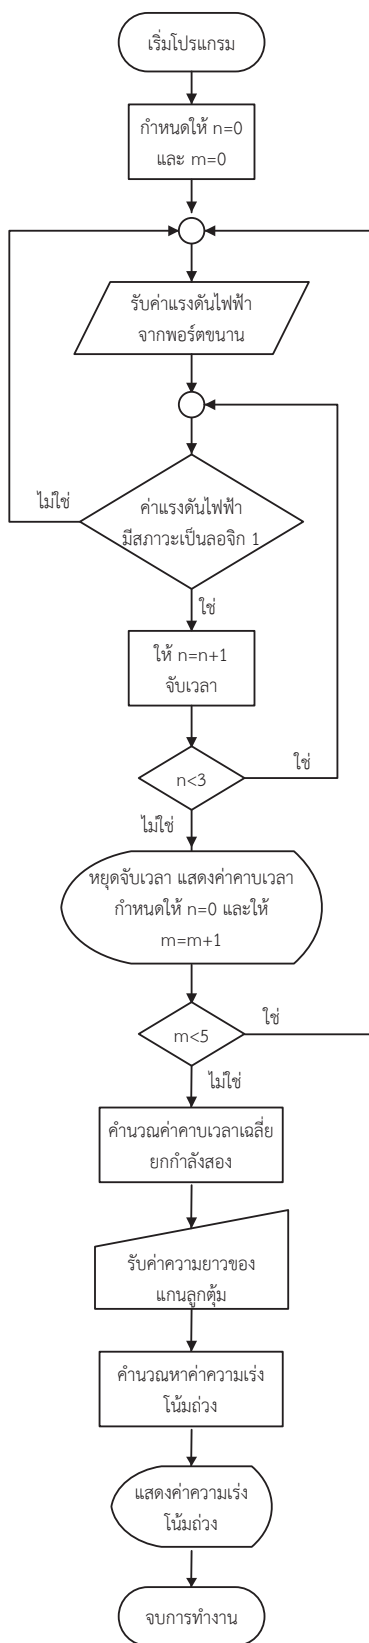 เริ่มโปรแกรม
กำหนดให้ n=0
และ m=0
รับค่าแรงดันไฟฟ้า
จากพอร์ตขนาน
ไม่ใช่
ค่าแรงดันไฟฟ้า
มีสภาวะเป็นลอจิก 1
ใช่
ให้ n=n+1
จับเวลา
n<3
ใช่
ไม่ใช่
หยุดจับเวลา แสดงค่าคาบเวลา
กำหนดให้ n=0 และให้
m=m+1
m<5
ใช่
ไม่ใช่
คำนวณค่าคาบเวลาเฉลี่ย
ยกกำลังสอง
รับค่าความยาวของ
แกนลูกตุ้ม
คำนวณหาค่าความเร่ง
โน้มถ่วง
แสดงค่าความเร่ง
โน้มถ่วง
จบการทำงาน